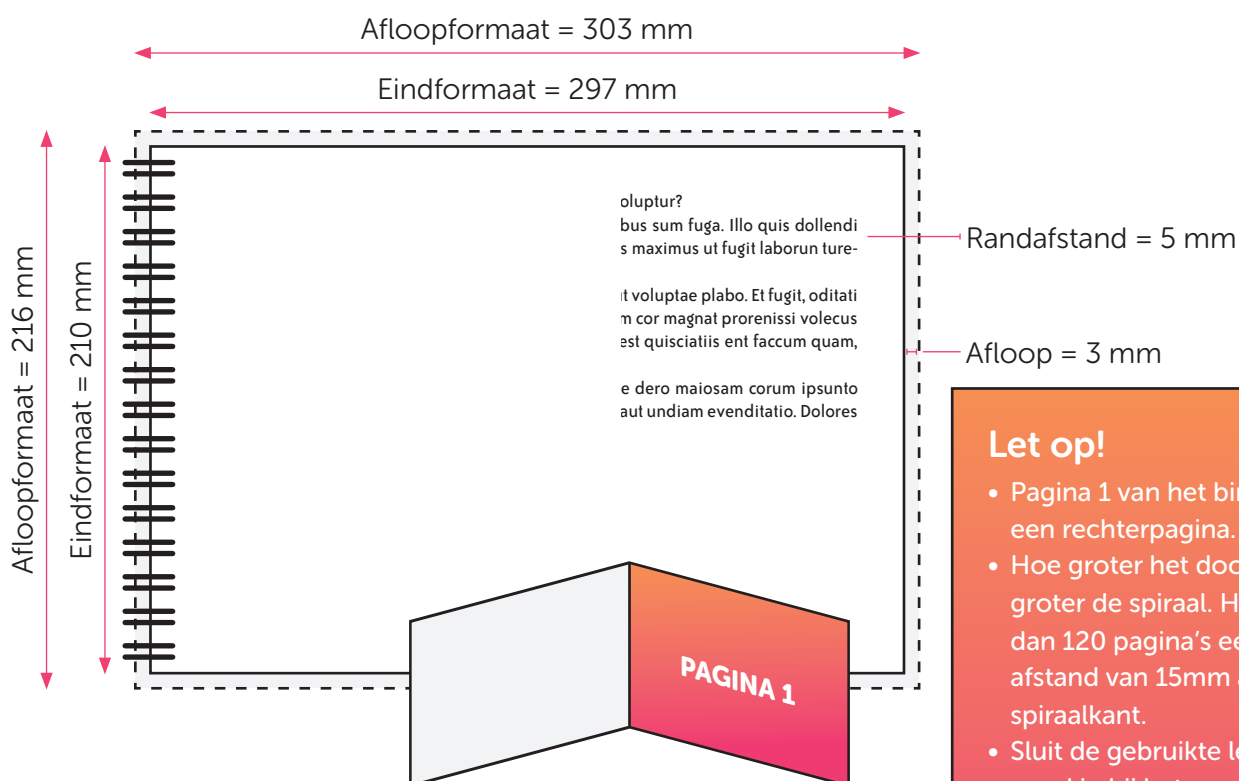 Afloopformaat = 303 mm
Eindformaat = 297 mm
Afloopformaat = 216 mm
Eindformaat = 210 mm
oluptur?
bus sum fuga. Illo quis dollendi
s maximus ut fugit laborun ture-
t voluptae plabo. Et fugit, oditati
m cor magnat prorenissi volecus
est quisciatiis ent faccum quam,
e dero maiosam corum ipsunto
aut undiam evenditatio. Dolores
Randafstand = 5 mm
Afloop = 3 mm
Let op!
• Pagina 1 van het
een rechterpagina.
• Hoe groter het
groter de spiraal.
dan 120 pagina's
afstand van 15mm
spiraalkant.
• Sluit de gebruikte
PAGINA 1